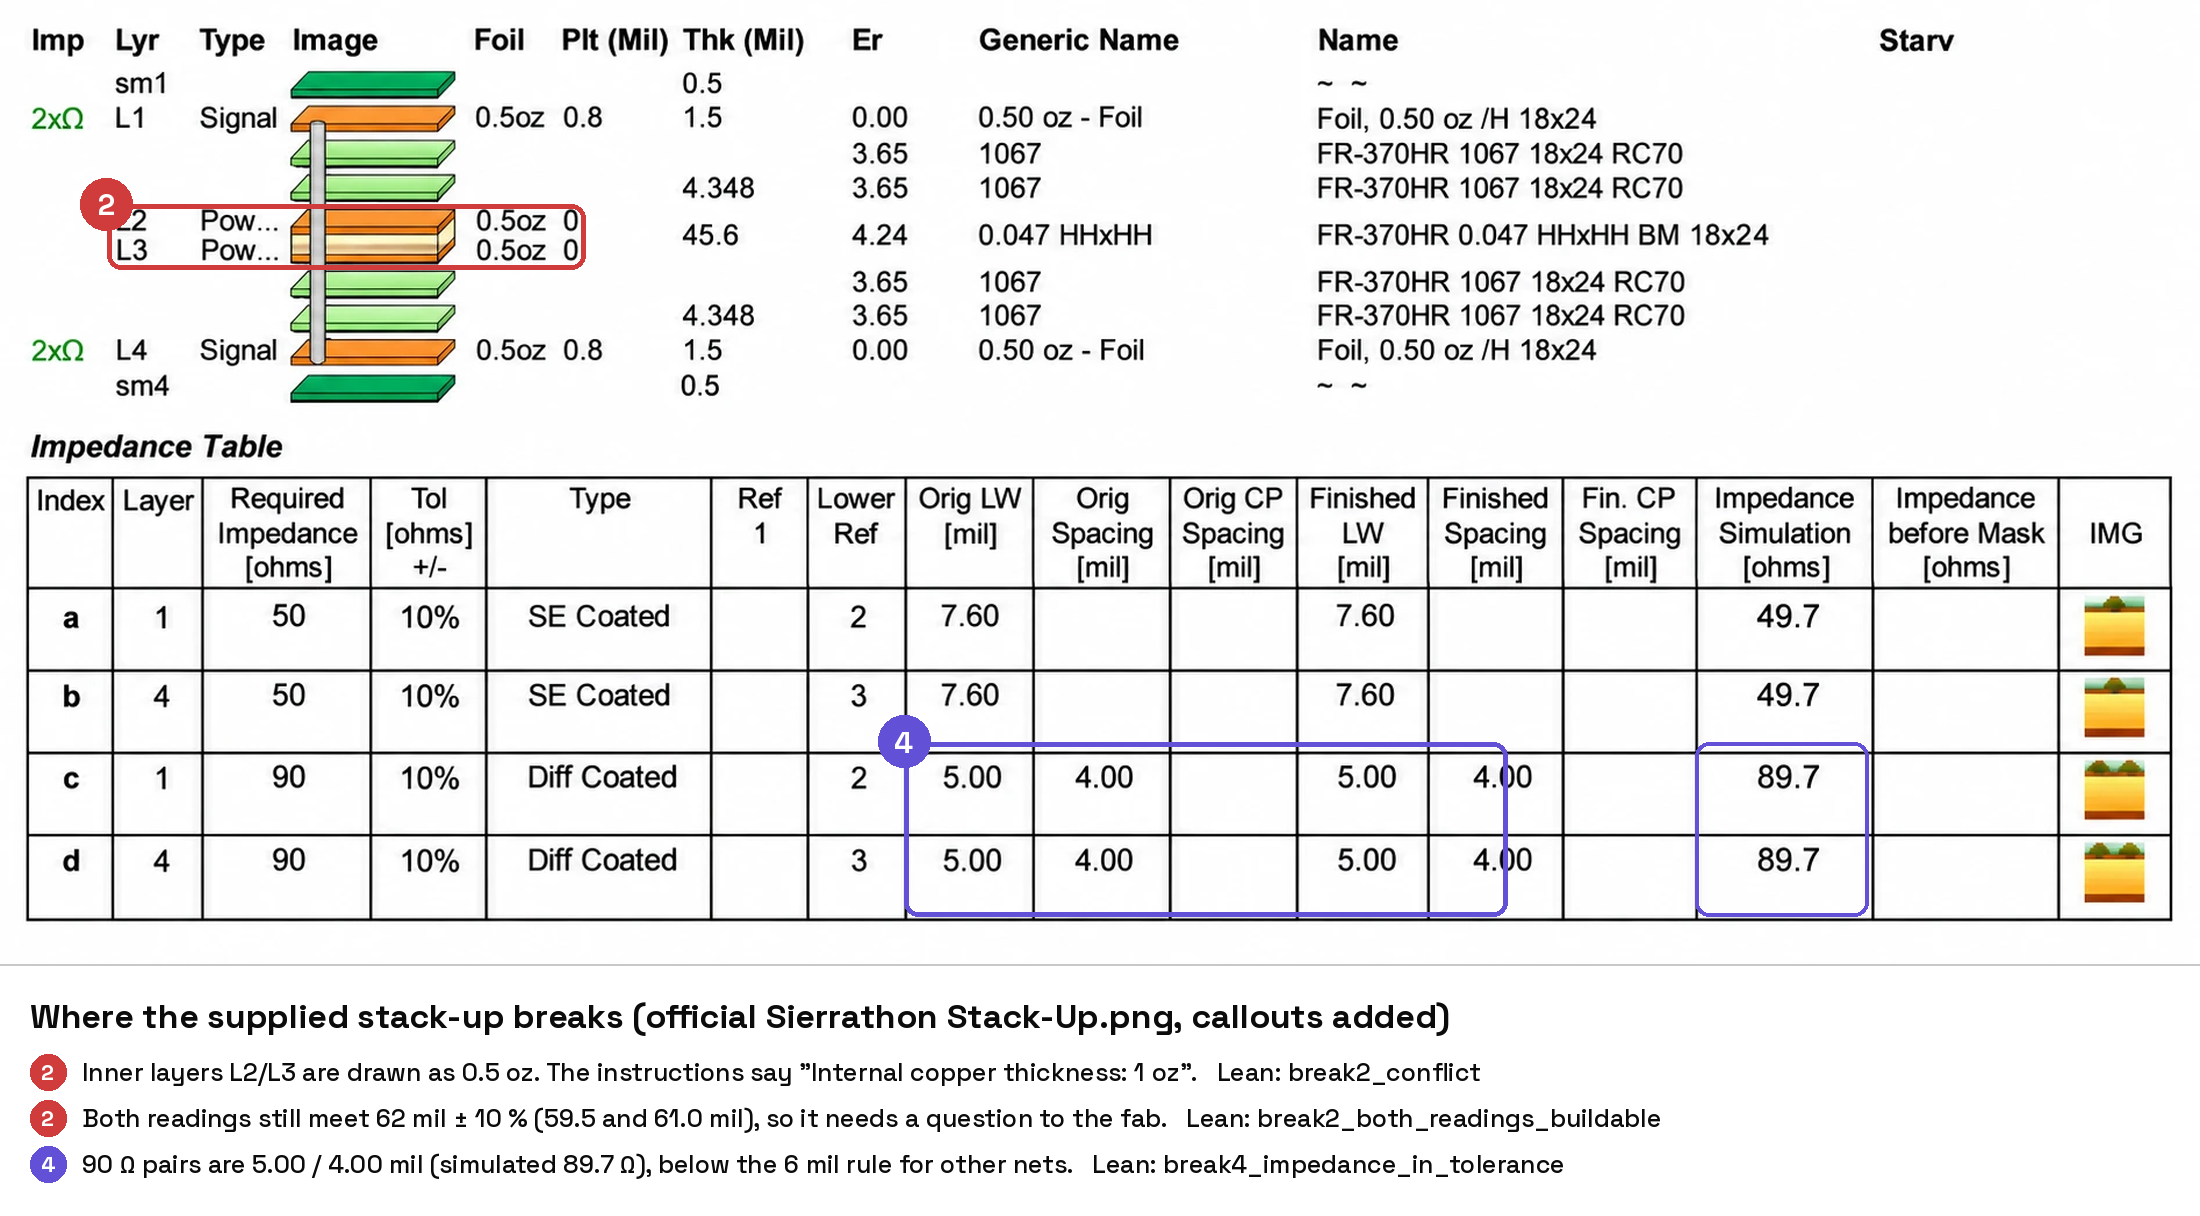 Imp Lyr Type Image Foil Plt (Mil) Thk (Mil) Er Generic Name Name Starv
sm1 0.5 ~ ~
2xΩ L1 Signal 0.5oz 0.8 1.5 0.00 0.50 oz - Foil Foil, 0.50 oz /H 18x24
3.65 1067 FR-370HR 1067 18x24 RC70
4.348 3.65 1067 FR-370HR 1067 18x24 RC70
2
L2 Pow... 0.5oz 0
45.6 4.24 0.047 HHxHH FR-370HR 0.047 HHxHH BM 18x24
L3 Pow... 0.5oz 0
3.65 1067 FR-370HR 1067 18x24 RC70
4.348 3.65 1067 FR-370HR 1067 18x24 RC70
2xΩ L4 Signal 0.5oz 0.8 1.5 0.00 0.50 oz - Foil Foil, 0.50 oz /H 18x24
sm4 0.5 ~ ~
Impedance Table
Index Layer Required Tol Type Ref Lower Orig LW Orig Orig CP Finished Finished Fin. CP Impedance Impedance IMG
Impedance [ohms] 1 Ref [mil] Spacing Spacing LW Spacing Spacing Simulation before Mask
[ohms] +/- [mil] [mil] [mil] [mil] [mil] [ohms] [ohms]
a 1 50 10% SE Coated 2 7.60 7.60 49.7
b 4 50 10% SE Coated 3 7.60 7.60 49.7
4
c 1 90 10% Diff Coated 2 5.00 4.00 5.00 4.00 89.7
d 4 90 10% Diff Coated 3 5.00 4.00 5.00 4.00 89.7
Where the supplied stack-up breaks (official Sierrathon Stack-Up.png, callouts added)
2 Inner layers L2/L3 are drawn as 0.5 oz. The instructions say "Internal copper thickness: 1 oz". Lean: break2_conflict
2 Both readings still meet 62 mil ± 10 % (59.5 and 61.0 mil), so it needs a question to the fab. Lean: break2_both_readings_buildable
4 90 Ω pairs are 5.00 / 4.00 mil (simulated 89.7 Ω), below the 6 mil rule for other nets. Lean: break4_impedance_in_tolerance